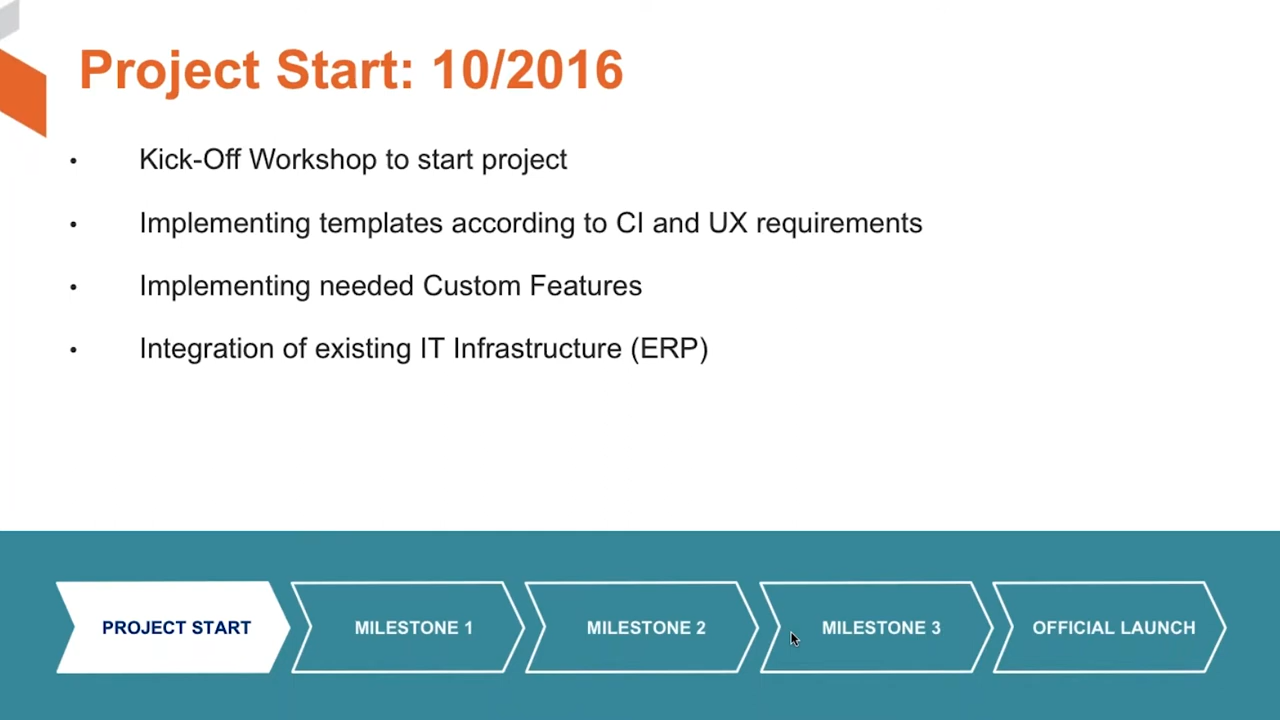 Project Start: 10/2016
• Kick-Off Workshop to start project
• Implementing templates according to CI and UX requirements
• Implementing needed Custom Features
• Integration of existing IT Infrastructure (ERP)
PROJECT START
MILESTONE 1
MILESTONE 2
MILESTONE 3
OFFICIAL LAUNCH